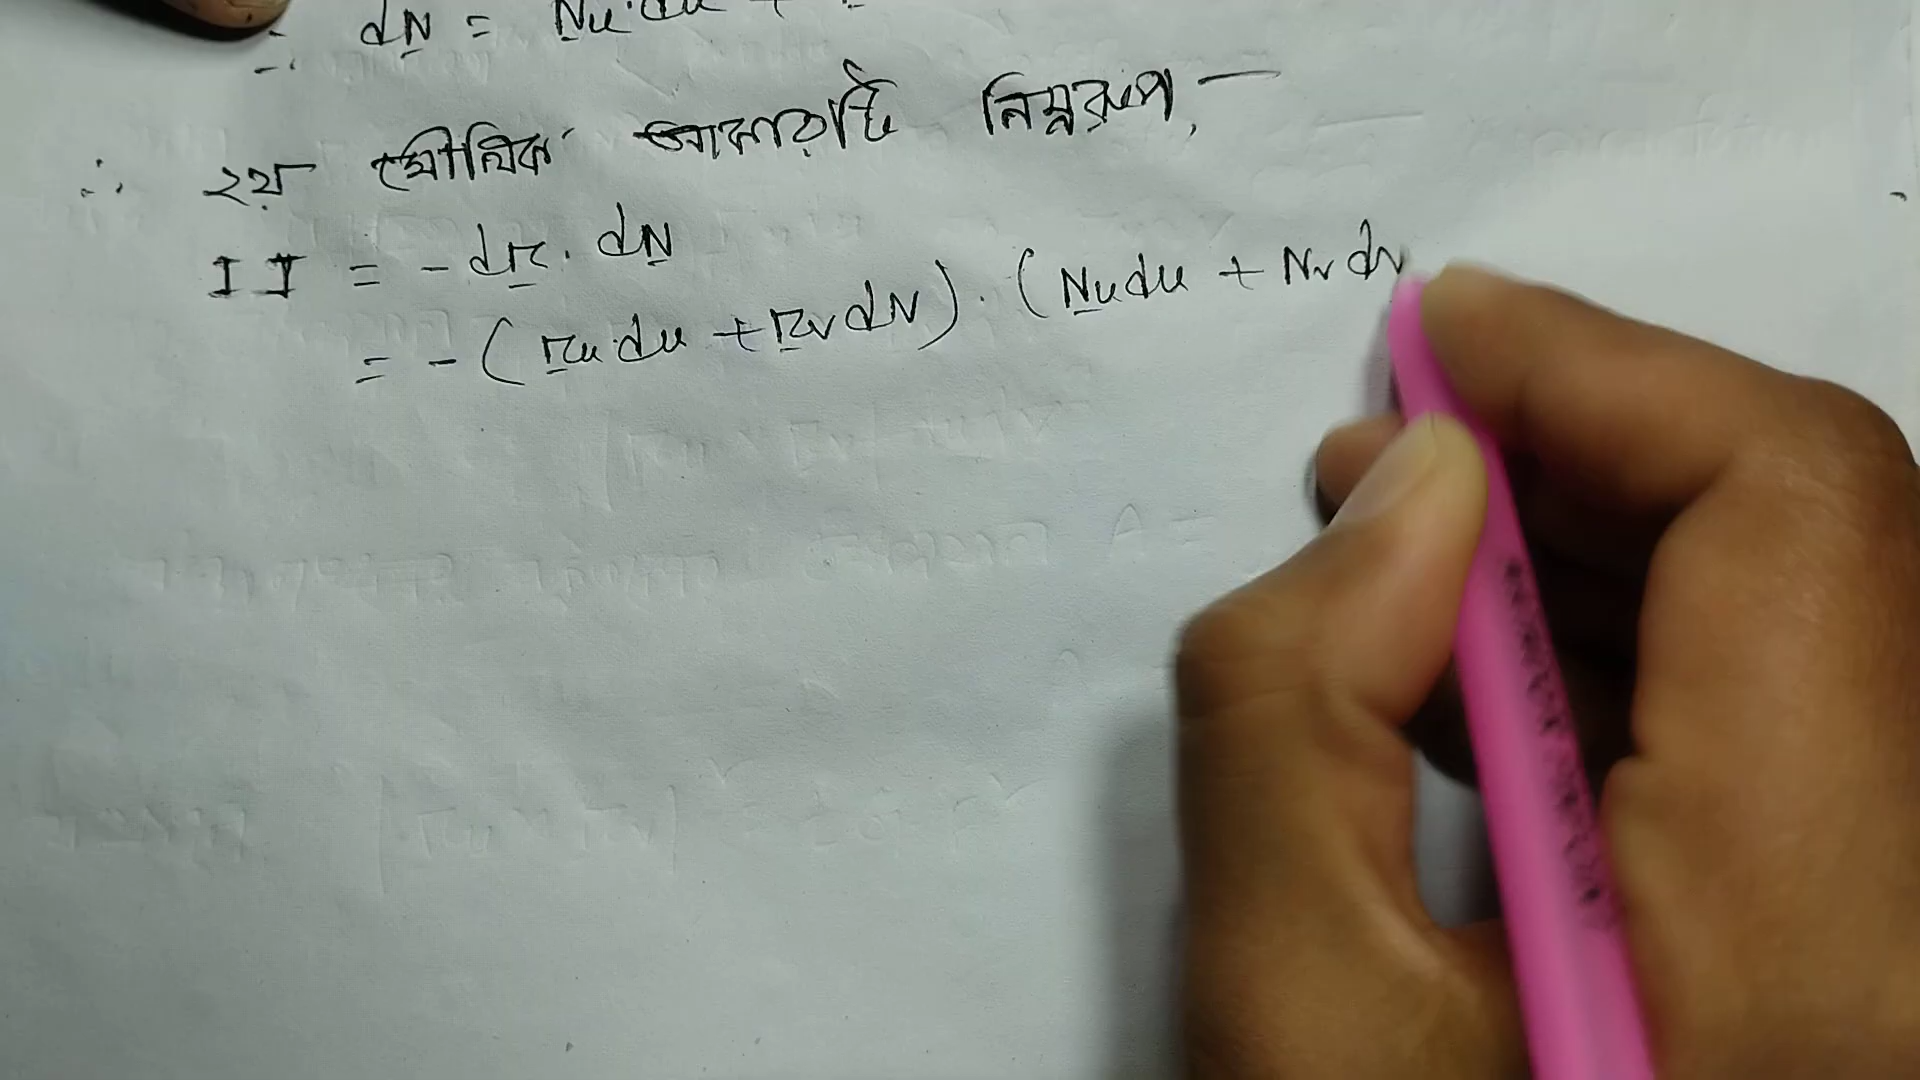 dN = Nu du +
∴ ২য় মৌলিক আকারটি নিম্নরূপ, —
II = - dr . dN
= - ( ru . du + rv dv ) . ( Nu du + Nv dv